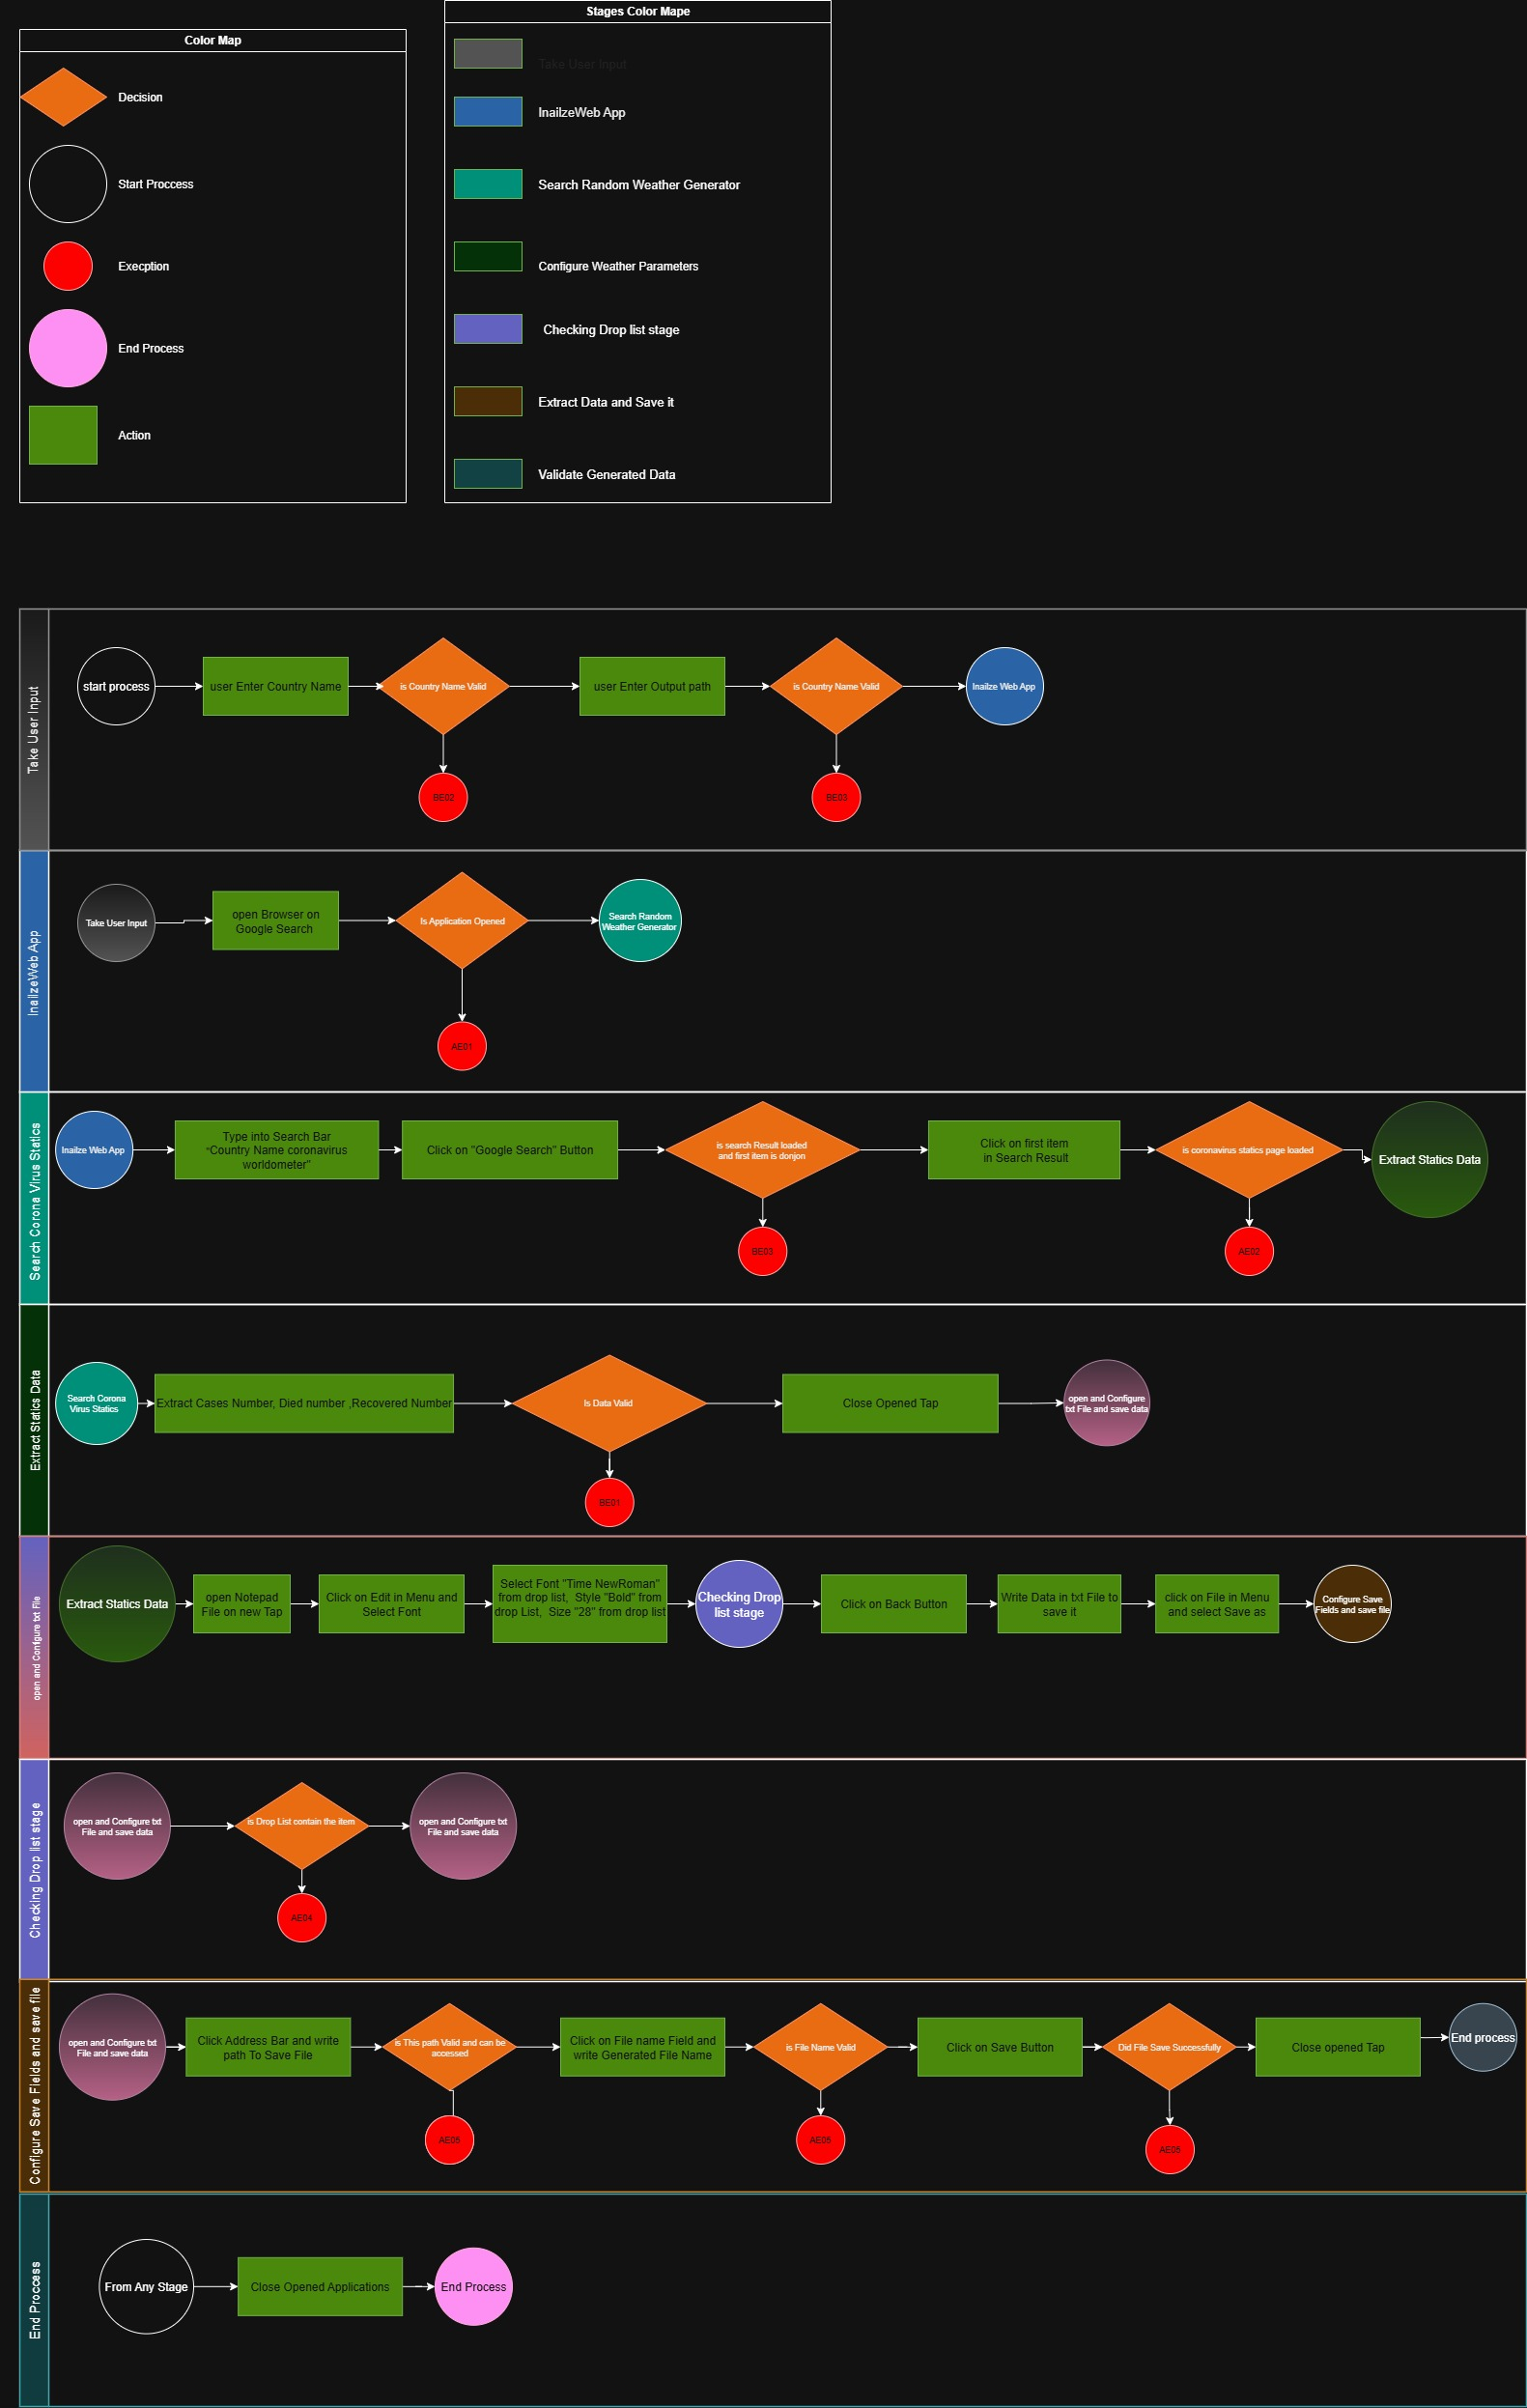 Stages Color Mape
Color Map
Decision
Start Proccess
Execption
End Process
Action
Take User Input
InailzeWeb App
Search Random Weather Generator
Configure Weather Parameters
Checking Drop list stage
Extract Data and Save it
Validate Generated Data
Take User Input
start process
user Enter Country Name
is Country Name Valid
BE02
user Enter Output path
is Country Name Valid
BE03
Inailze Web App
InailzeWeb App
Take User Input
open Browser on
Google Search
Is Application Opened
AE01
Search Random
Weather Generator
Search Corona Virus Statics
Inailze Web App
Type into Search Bar
"Country Name coronavirus
worldometer"
Click on "Google Search" Button
is search Result loaded
and first item is donjon
BE03
Click on first item
in Search Result
is coronavirus statics page loaded
AE02
Extract Statics Data
Extract Statics Data
Search Corona
Virus Statics
Extract Cases Number, Died number ,Recovered Number
Is Data Valid
BE01
Close Opened Tap
open and Configure
txt File and save data
open and Configure txt File
Extract Statics Data
open Notepad
File on new Tap
Click on Edit in Menu and
Select Font
Select Font "Time NewRoman"
from drop list, Style "Bold" from
drop List, Size "28" from drop list
Checking Drop
list stage
Click on Back Button
Write Data in txt File to
save it
click on File in Menu
and select Save as
Configure Save
Fields and save file
Checking Drop list stage
open and Configure txt
File and save data
is Drop List contain the item
AE04
open and Configure txt
File and save data
Configure Save Fields and save file
open and Configure txt
File and save data
Click Address Bar and write
path To Save File
is This path Valid and can be
accessed
AE05
Click on File name Field and
write Generated File Name
is File Name Valid
AE05
Click on Save Button
Did File Save Successfully
AE05
Close opened Tap
End process
End Proccess
From Any Stage
Close Opened Applications
End Process